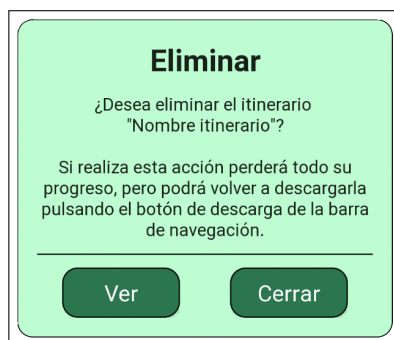 Eliminar
¿Desea eliminar el itinerario
"Nombre itinerario"?
Si realiza esta acción perderá todo su
progreso, pero podrá volver a descargarla
pulsando el botón de descarga de la barra
de navegación.
Ver
Cerrar